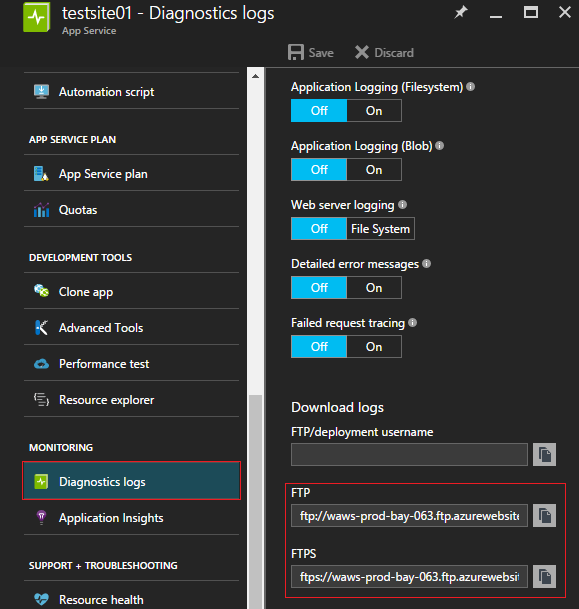 testsite01 - Diagnostics logs
App Service
Save Discard
Automation script
APP SERVICE PLAN
App Service plan
Quotas
DEVELOPMENT TOOLS
Clone app
Advanced Tools
Performance test
Resource explorer
MONITORING
Diagnostics logs
Application Insights
SUPPORT + TROUBLESHOOTING
Resource health
Application Logging (Filesystem)
Off On
Application Logging (Blob)
Off On
Web server logging
Off File System
Detailed error messages
Off On
Failed request tracing
Off On
Download logs
FTP/deployment username
FTP
ftp://waws-prod-bay-063.ftp.azurewebsite
FTPS
ftps://waws-prod-bay-063.ftp.azurewebsit